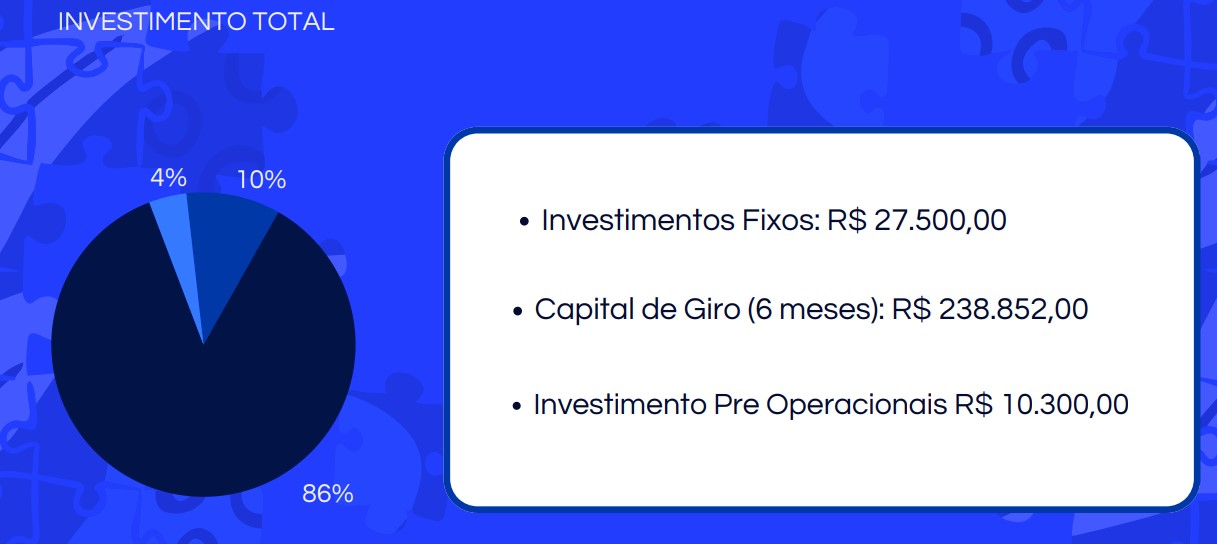 INVESTIMENTO TOTAL
4%
10%
86%
• Investimentos Fixos: R$ 27.500,00
• Capital de Giro (6 meses): R$ 238.852,00
• Investimento Pre Operacionais R$ 10.300,00